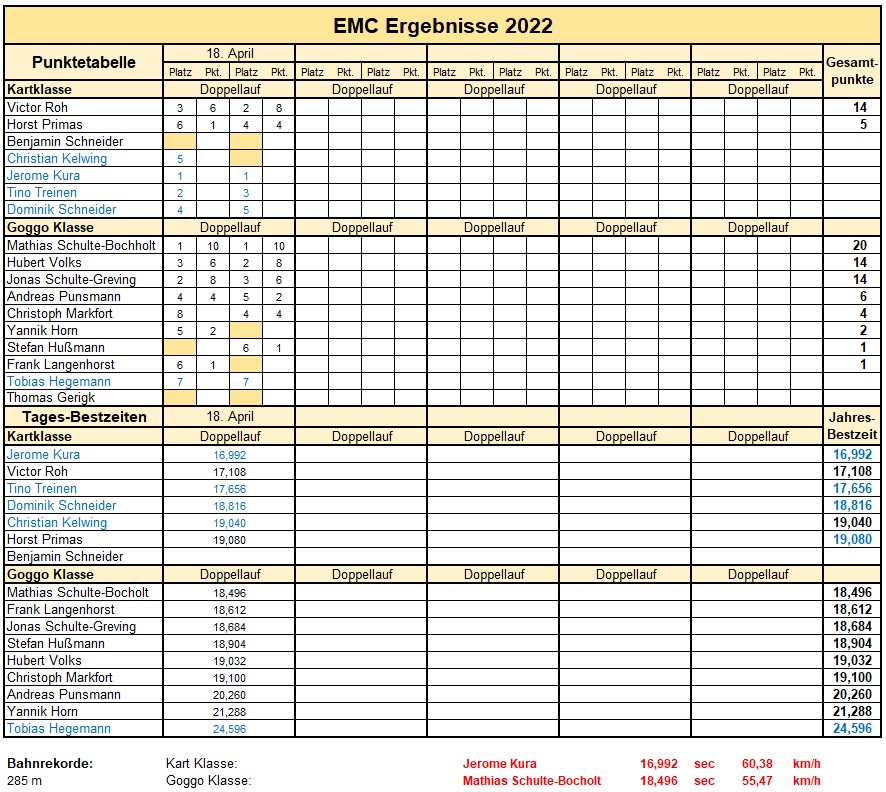 EMC Ergebnisse 2022
Punktetabelle 18. April Gesamt-punkte
Platz Pkt. Platz Pkt. Platz Pkt. Platz Pkt. Platz Pkt. Platz Pkt. Platz Pkt. Platz Pkt. Platz Pkt. Platz Pkt.
Kartklasse Doppellauf Doppellauf Doppellauf Doppellauf Doppellauf
Victor Roh 3 6 2 8 14
Horst Primas 6 1 4 4 5
Benjamin Schneider
Christian Kelwing 5
Jerome Kura 1 1
Tino Treinen 2 3
Dominik Schneider 4 5
Goggo Klasse Doppellauf Doppellauf Doppellauf Doppellauf Doppellauf
Mathias Schulte-Bochholt 1 10 1 10 20
Hubert Volks 3 6 2 8 14
Jonas Schulte-Greving 2 8 3 6 14
Andreas Punsmann 4 4 5 2 6
Christoph Markfort 8 4 4 4
Yannik Horn 5 2 2
Stefan Hußmann 6 1 1
Frank Langenhorst 6 1 1
Tobias Hegemann 7 7
Thomas Gerigk
Tages-Bestzeiten 18. April Jahres-Bestzeit
Kartklasse Doppellauf Doppellauf Doppellauf Doppellauf Doppellauf
Jerome Kura 16,992 16,992
Victor Roh 17,108 17,108
Tino Treinen 17,656 17,656
Dominik Schneider 18,816 18,816
Christian Kelwing 19,040 19,040
Horst Primas 19,080 19,080
Benjamin Schneider
Goggo Klasse Doppellauf Doppellauf Doppellauf Doppellauf Doppellauf
Mathias Schulte-Bocholt 18,496 18,496
Frank Langenhorst 18,612 18,612
Jonas Schulte-Greving 18,684 18,684
Stefan Hußmann 18,904 18,904
Hubert Volks 19,032 19,032
Christoph Markfort 19,100 19,100
Andreas Punsmann 20,260 20,260
Yannik Horn 21,288 21,288
Tobias Hegemann 24,596 24,596
Bahnrekorde: Kart Klasse: Jerome Kura 16,992 sec 60,38 km/h
285 m Goggo Klasse: Mathias Schulte-Bocholt 18,496 sec 55,47 km/h